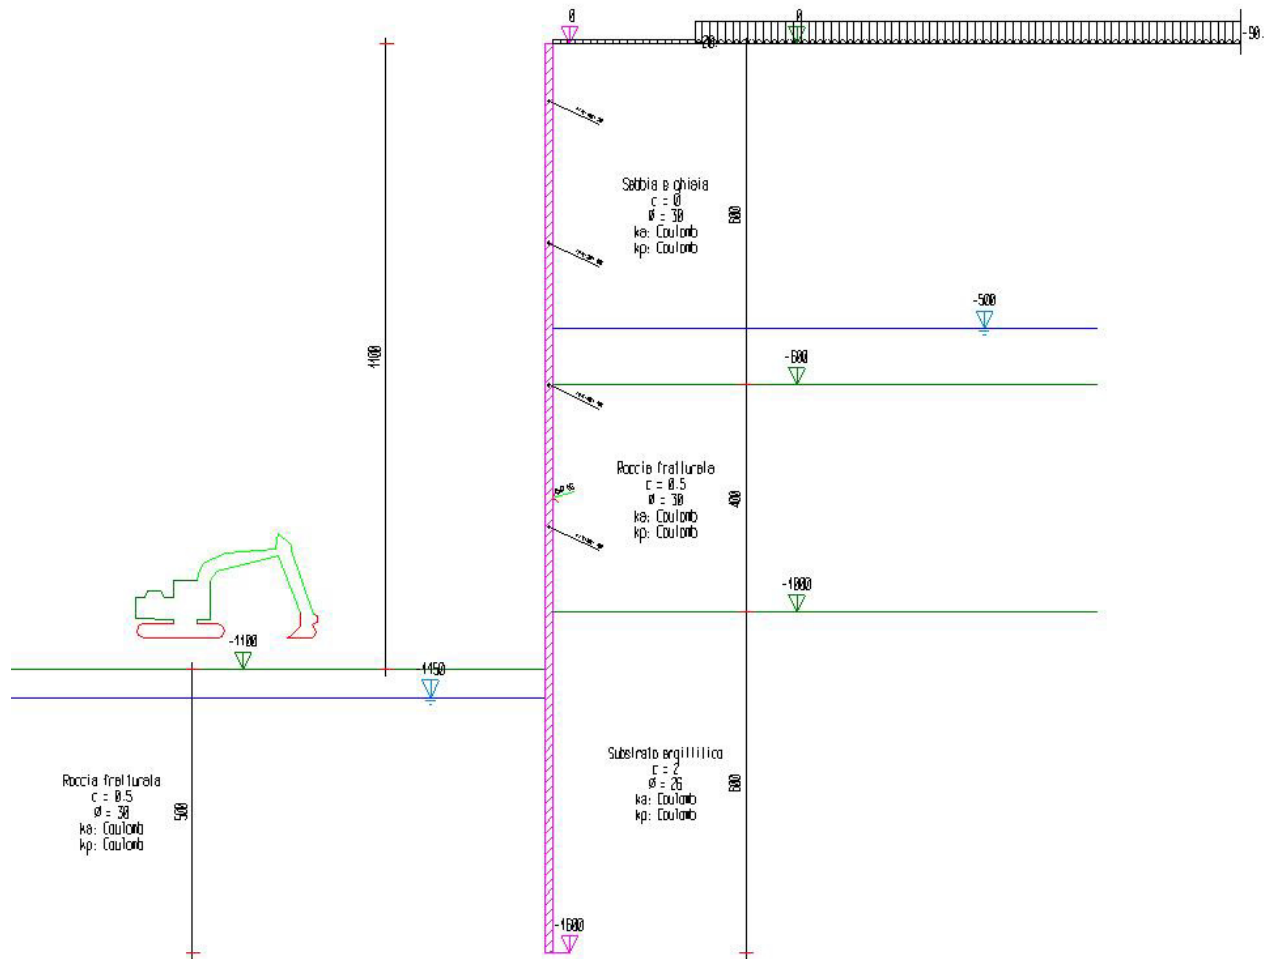 0
0
-20.
-90.
Sabbia e ghiaia
c = 0
Ø = 30
ka: Coulomb
kp: Coulomb
600
-500
1100
-600
Roccia fratturata
c = 0.5
Ø = 30
ka: Coulomb
kp: Coulomb
400
-1000
-1100
-1150
Substrato argillitico
c = 2
Ø = 26
ka: Coulomb
kp: Coulomb
600
Roccia fratturata
c = 0.5
Ø = 30
ka: Coulomb
kp: Coulomb
500
-1600